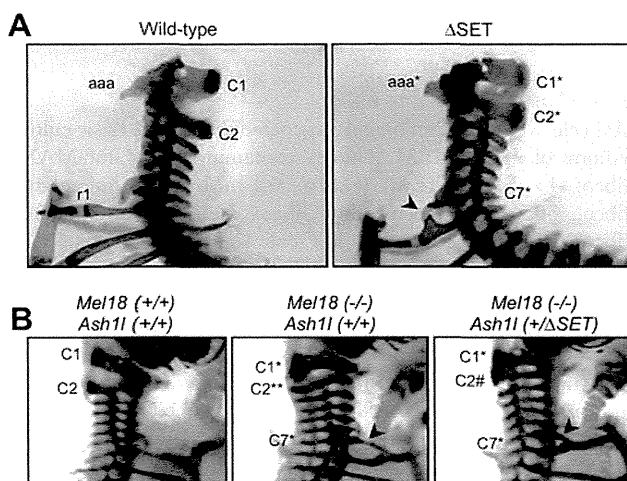 A
Wild-type
ΔSET
aaa
C1
C2
r1
aaa*
C1*
C2*
C7*
B
Mel18 (+/+)
Ash1l (+/+)
Mel18 (-/-)
Ash1l (+/+)
Mel18 (-/-)
Ash1l (+/ΔSET)
C1
C2
C1*
C2**
C7*
C1*
C2#
C7*